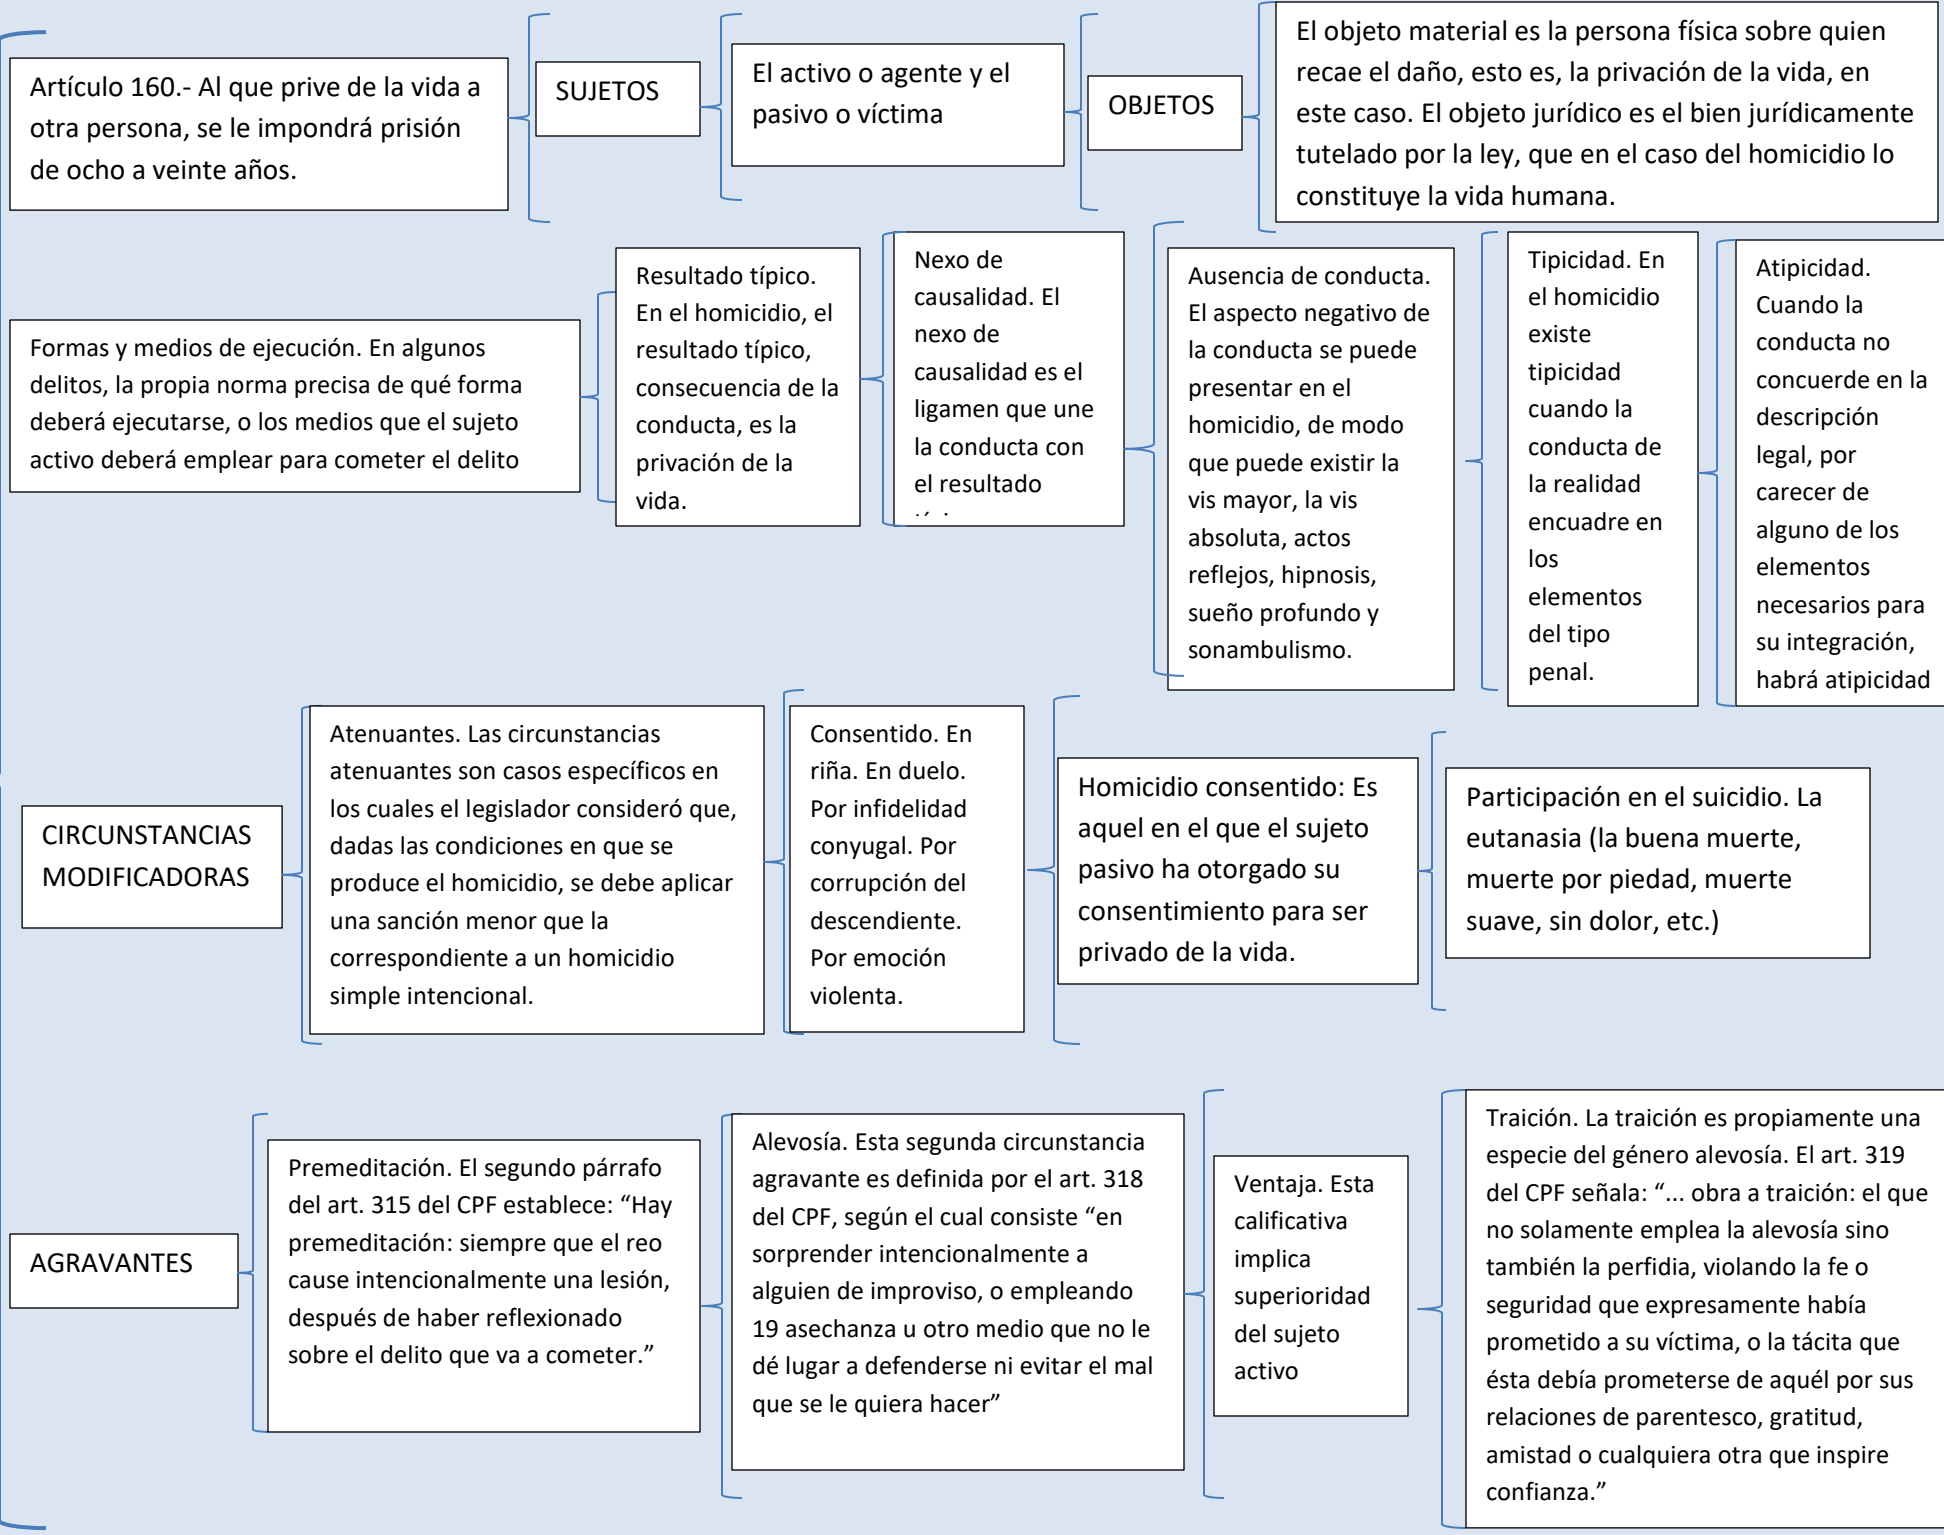 Artículo 160.- Al que prive de la vida a
otra persona, se le impondrá prisión
de ocho a veinte años.
SUJETOS
El activo o agente y el
pasivo o víctima
OBJETOS
El objeto material es la persona física sobre quien
recae el daño, esto es, la privación de la vida, en
este caso. El objeto jurídico es el bien jurídicamente
tutelado por la ley, que en el caso del homicidio lo
constituye la vida humana.
Formas y medios de ejecución. En algunos
delitos, la propia norma precisa de qué forma
deberá ejecutarse, o los medios que el sujeto
activo deberá emplear para cometer el delito
Resultado típico.
En el homicidio, el
resultado típico,
consecuencia de la
conducta, es la
privación de la
vida.
Nexo de
causalidad. El
nexo de
causalidad es el
ligamen que une
la conducta con
el resultado
Ausencia de conducta.
El aspecto negativo de
la conducta se puede
presentar en el
homicidio, de modo
que puede existir la
vis mayor, la vis
absoluta, actos
reflejos, hipnosis,
sueño profundo y
sonambulismo.
Tipicidad. En
el homicidio
existe
tipicidad
cuando la
conducta de
la realidad
encuadre en
los
elementos
del tipo
penal.
Atipicidad.
Cuando la
conducta no
concuerde en la
descripción
legal, por
carecer de
alguno de los
elementos
necesarios para
su integración,
habrá atipicidad
CIRCUNSTANCIAS
MODIFICADORAS
Atenuantes. Las circunstancias
atenuantes son casos específicos en
los cuales el legislador consideró que,
dadas las condiciones en que se
produce el homicidio, se debe aplicar
una sanción menor que la
correspondiente a un homicidio
simple intencional.
Consentido. En
riña. En duelo.
Por infidelidad
conyugal. Por
corrupción del
descendiente.
Por emoción
violenta.
Homicidio consentido: Es
aquel en el que el sujeto
pasivo ha otorgado su
consentimiento para ser
privado de la vida.
Participación en el suicidio. La
eutanasia (la buena muerte,
muerte por piedad, muerte
suave, sin dolor, etc.)
AGRAVANTES
Premeditación. El segundo párrafo
del art. 315 del CPF establece: “Hay
premeditación: siempre que el reo
cause intencionalmente una lesión,
después de haber reflexionado
sobre el delito que va a cometer.”
Alevosía. Esta segunda circunstancia
agravante es definida por el art. 318
del CPF, según el cual consiste “en
sorprender intencionalmente a
alguien de improviso, o empleando
19 asechanza u otro medio que no le
dé lugar a defenderse ni evitar el mal
que se le quiera hacer”
Ventaja. Esta
calificativa
implica
superioridad
del sujeto
activo
Traición. La traición es propiamente una
especie del género alevosía. El art. 319
del CPF señala: “... obra a traición: el que
no solamente emplea la alevosía sino
también la perfidia, violando la fe o
seguridad que expresamente había
prometido a su víctima, o la tácita que
ésta debía prometerse de aquél por sus
relaciones de parentesco, gratitud,
amistad o cualquiera otra que inspire
confianza.”